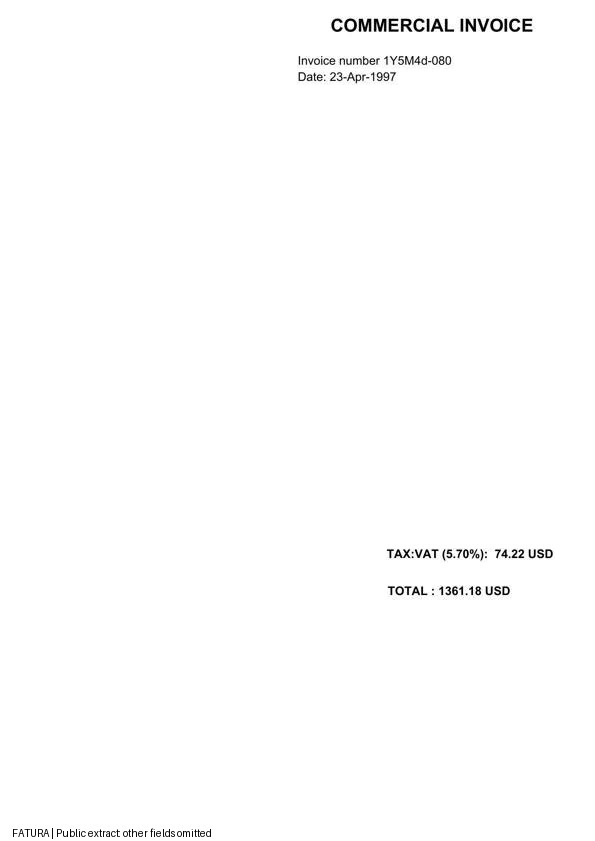 COMMERCIAL INVOICE
Invoice number 1Y5M4d-080
Date: 23-Apr-1997
TAX:VAT (5.70%): 74.22 USD
TOTAL : 1361.18 USD
FATURA | Public extract: other fields omitted